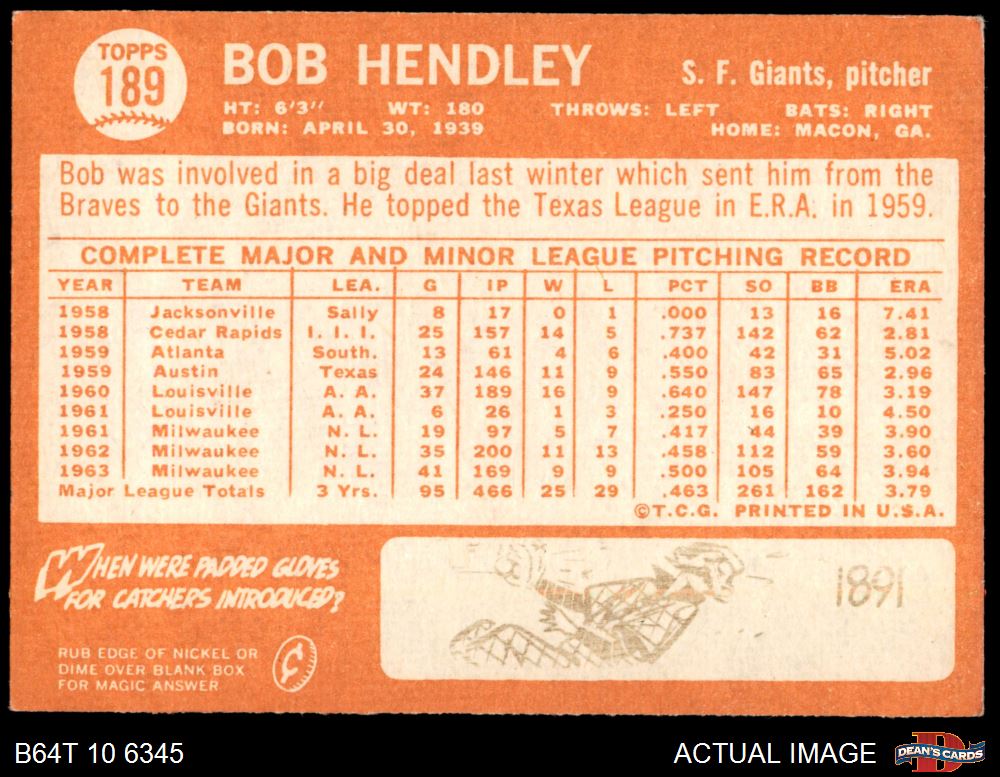 TOPPS
189
BOB HENDLEY
S. F. Giants, pitcher
HT: 6'3" WT: 180 THROWS: LEFT BATS: RIGHT
BORN: APRIL 30, 1939 HOME: MACON, GA.
Bob was involved in a big deal last winter which sent him from the
Braves to the Giants. He topped the Texas League in E.R.A. in 1959.
COMPLETE MAJOR AND MINOR LEAGUE PITCHING RECORD
YEAR TEAM LEA. G IP W L PCT SO BB ERA
1958 Jacksonville Sally 8 17 0 1 .000 13 16 7.41
1958 Cedar Rapids I. I. I. 25 157 14 5 .737 142 62 2.81
1959 Atlanta South. 13 61 4 6 .400 42 31 5.02
1959 Austin Texas 24 146 11 9 .550 83 65 2.96
1960 Louisville A. A. 37 189 16 9 .640 147 78 3.19
1961 Louisville A. A. 6 26 1 3 .250 16 10 4.50
1961 Milwaukee N. L. 19 97 5 7 .417 44 39 3.90
1962 Milwaukee N. L. 35 200 11 13 .458 112 59 3.60
1963 Milwaukee N. L. 41 169 9 9 .500 105 64 3.94
Major League Totals 3 Yrs. 95 466 25 29 .463 261 162 3.79
©T.C.G. PRINTED IN U.S.A.
WHEN WERE PADDED GLOVES
FOR CATCHERS INTRODUCED?
1891
RUB EDGE OF NICKEL OR
DIME OVER BLANK BOX
FOR MAGIC ANSWER
¢
B64T 10 6345
ACTUAL IMAGE
D
DEAN'S CARDS